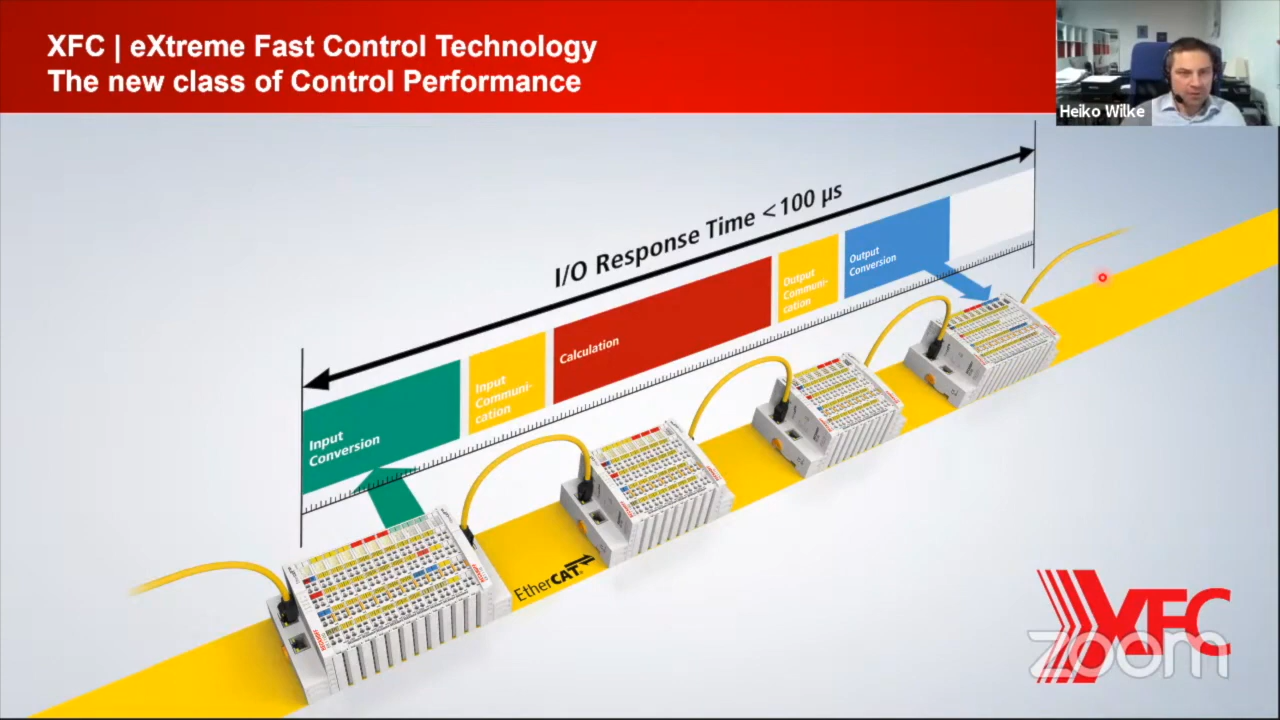 XFC | eXtreme Fast Control Technology
The new class of Control Performance
Heiko Wilke
I/O Response Time <100 µs
Input
Conversion
Input
Communi-
cation
Calculation
Output
Communi-
cation
Output
Conversion
EtherCAT
XFC
zoom